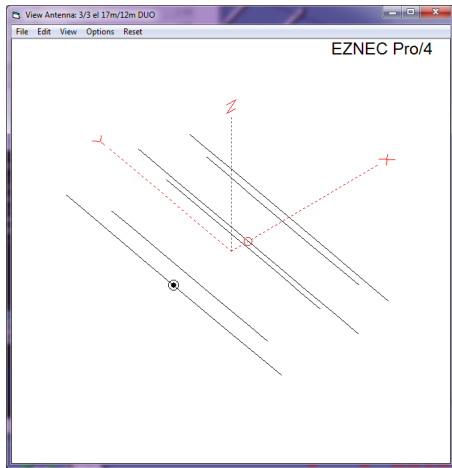 View Antenna: 3/3 el 17m/12m DUO
File Edit View Options Reset
EZNEC Pro/4
Z
Y
X